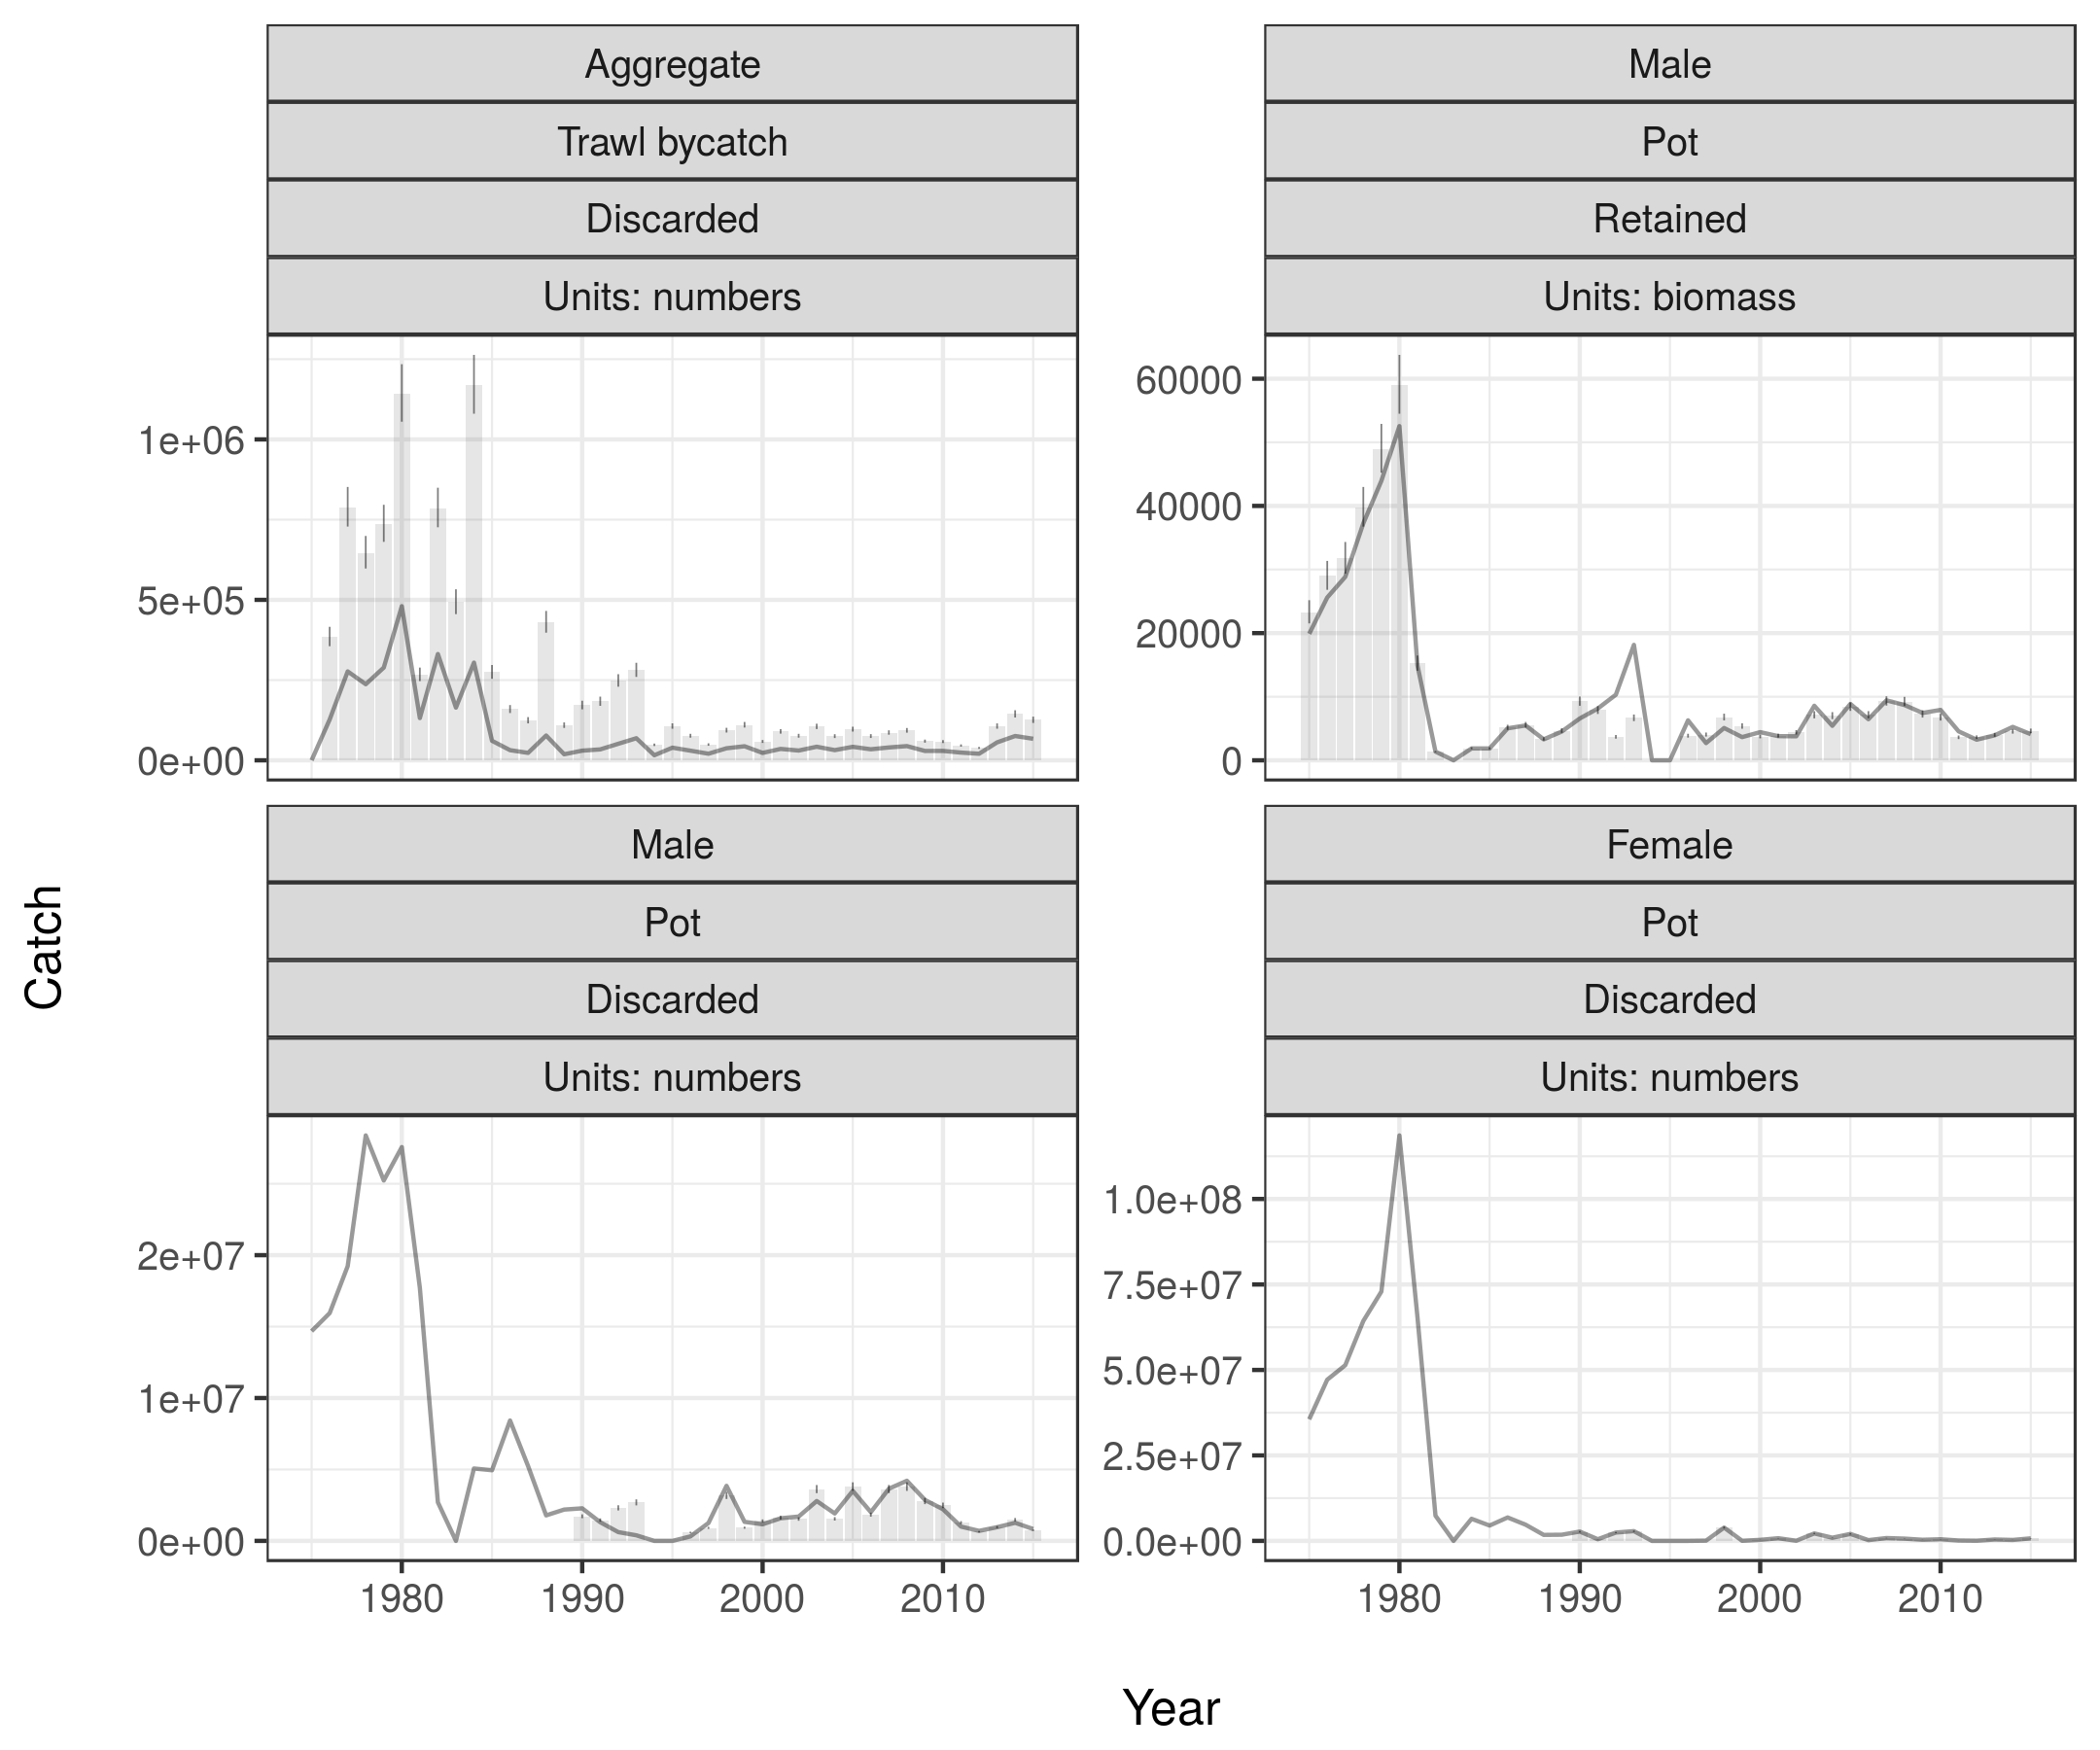 Aggregate
Trawl bycatch
Discarded
Units: numbers
1e+06
5e+05
0e+00
Male
Pot
Retained
Units: biomass
60000
40000
20000
0
Male
Pot
Discarded
Units: numbers
2e+07
1e+07
0e+00
1980 1990 2000 2010
Female
Pot
Discarded
Units: numbers
1.0e+08
7.5e+07
5.0e+07
2.5e+07
0.0e+00
1980 1990 2000 2010
Catch
Year